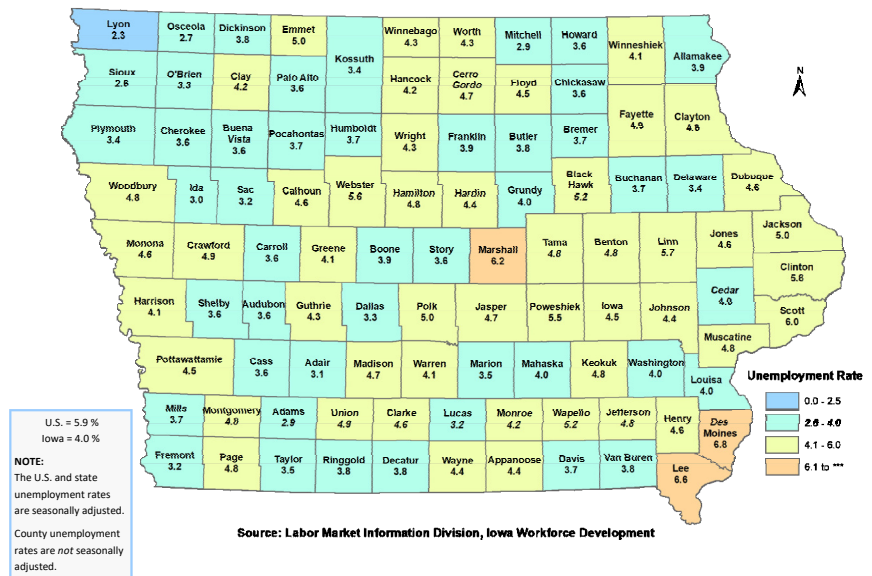 Lyon
2.3
Osceola
2.7
Dickinson
3.8
Emmet
5.0
Kossuth
3.4
Winnebago
4.3
Worth
4.3
Mitchell
2.9
Howard
3.6
Winneshiek
4.1
Allamakee
3.9
N
Sioux
2.6
O'Brien
3.3
Clay
4.2
Palo Alto
3.6
Hancock
4.2
Cerro
Gordo
4.7
Floyd
4.5
Chickasaw
3.6
Fayette
4.9
Clayton
4.8
Plymouth
3.4
Cherokee
3.6
Buena
Vista
3.6
Pocahontas
3.7
Humboldt
3.7
Wright
4.3
Franklin
3.9
Butler
3.8
Bremer
3.7
Woodbury
4.8
Ida
3.0
Sac
3.2
Calhoun
4.6
Webster
5.6
Hamilton
4.8
Hardin
4.4
Grundy
4.0
Black
Hawk
5.2
Buchanan
3.7
Delaware
3.4
Dubuque
4.6
Monona
4.6
Crawford
4.9
Carroll
3.6
Greene
4.1
Boone
3.9
Story
3.6
Marshall
6.2
Tama
4.8
Benton
4.8
Linn
5.7
Jones
4.6
Jackson
5.0
Clinton
5.8
Harrison
4.1
Shelby
3.6
Audubon
3.6
Guthrie
4.3
Dallas
3.3
Polk
5.0
Jasper
4.7
Poweshiek
5.5
Iowa
4.5
Johnson
4.4
Cedar
4.0
Scott
6.0
Muscatine
4.8
Pottawattamie
4.5
Cass
3.6
Adair
3.1
Madison
4.7
Warren
4.1
Marion
3.5
Mahaska
4.0
Keokuk
4.8
Washington
4.0
Louisa
4.0
Mills
3.7
Montgomery
4.8
Adams
2.9
Union
4.9
Clarke
4.6
Lucas
3.2
Monroe
4.2
Wapello
5.2
Jefferson
4.8
Henry
4.6
Des
Moines
6.8
Fremont
3.2
Page
4.8
Taylor
3.5
Ringgold
3.8
Decatur
3.8
Wayne
4.4
Appanoose
4.4
Davis
3.7
Van Buren
3.8
Lee
6.6
Unemployment Rate
0.0 - 2.5
2.6 - 4.0
4.1 - 6.0
6.1 to ***
U.S. = 5.9 %
Iowa = 4.0 %
NOTE:
The U.S. and state
unemployment rates
are seasonally adjusted.
County unemployment
rates are not seasonally
adjusted.
Source: Labor Market Information Division, Iowa Workforce Development